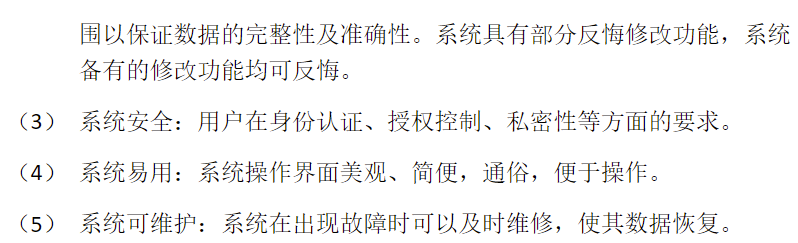 围以保证数据的完整性及准确性。系统具有部分反悔修改功能，系统
备有的修改功能均可反悔。
（3） 系统安全：用户在身份认证、授权控制、私密性等方面的要求。
（4） 系统易用：系统操作界面美观、简便，通俗，便于操作。
（5） 系统可维护：系统在出现故障时可以及时维修，使其数据恢复。